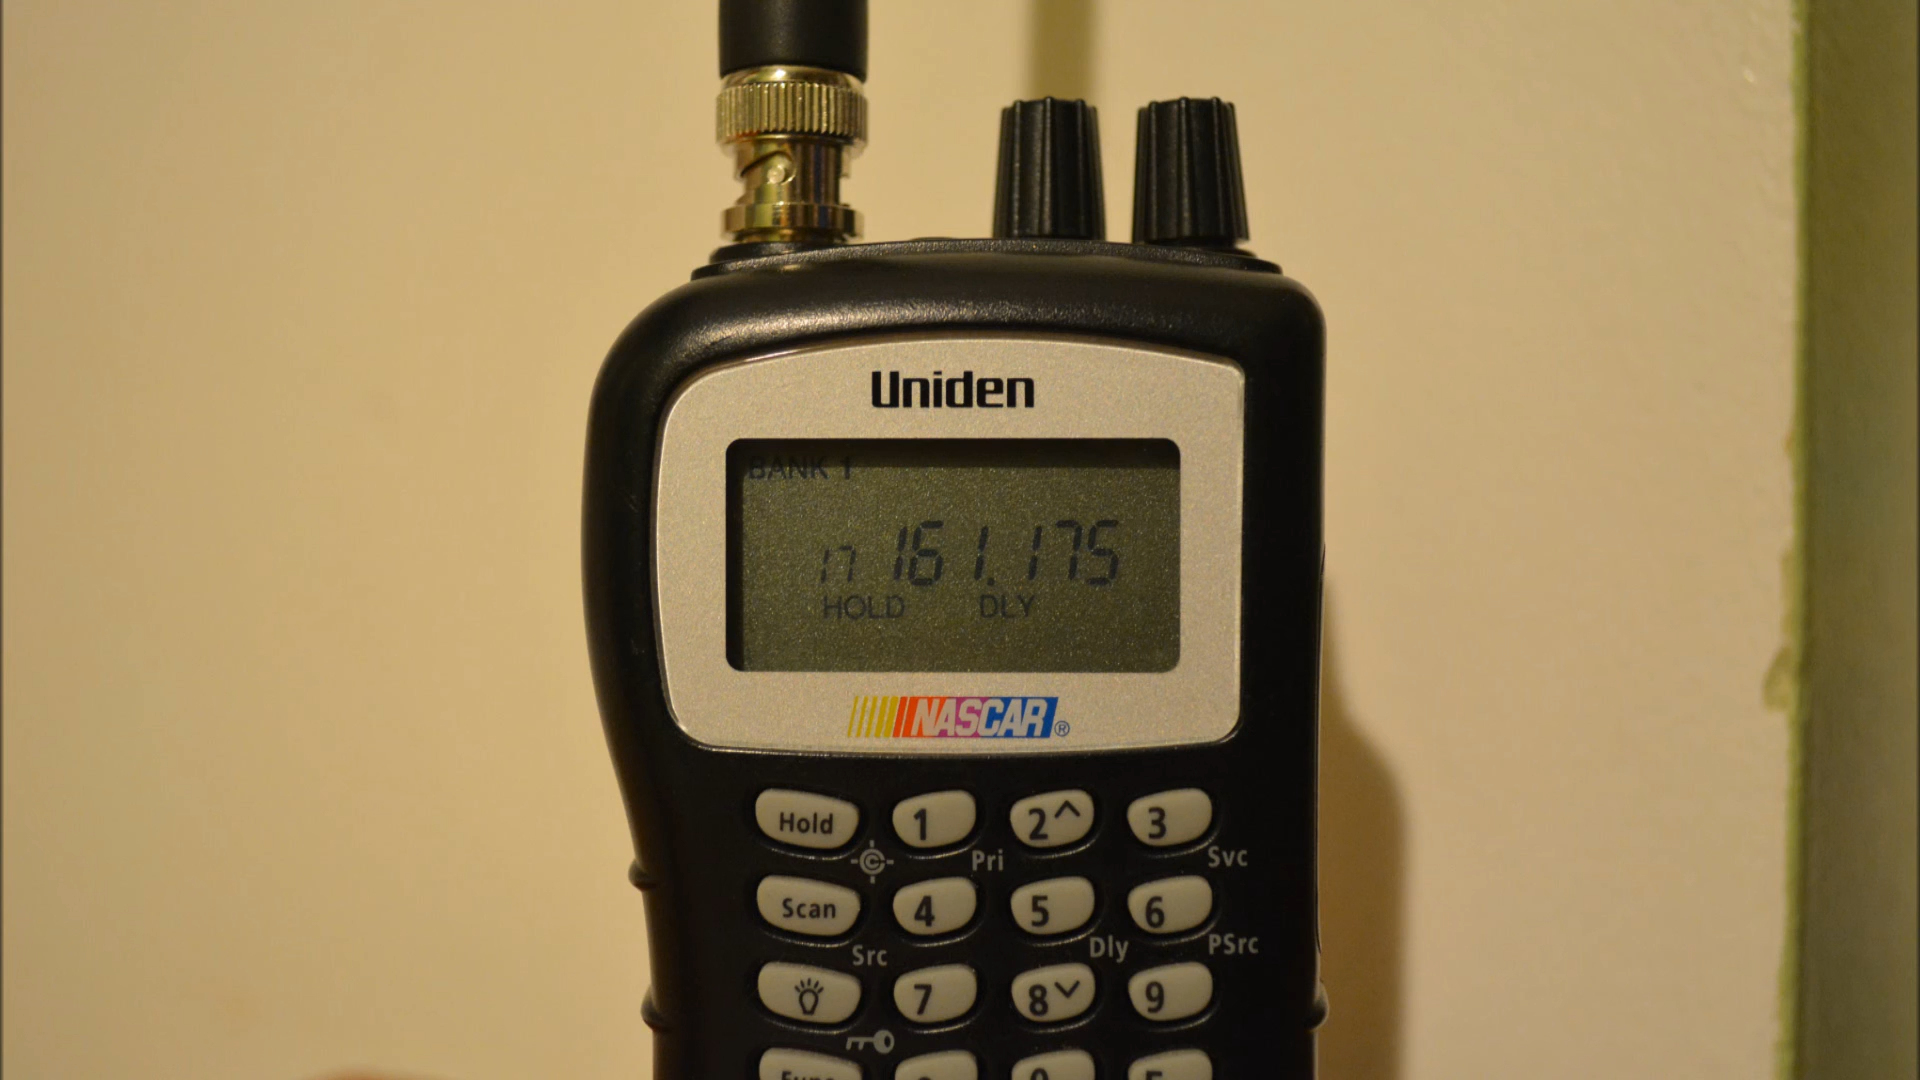 Uniden
BANK 1
17 161.175
HOLD DLY
NASCAR®
Hold 1 2 3
Pri Svc
Scan 4 5 6
Src Dly PSrc
7 8 9